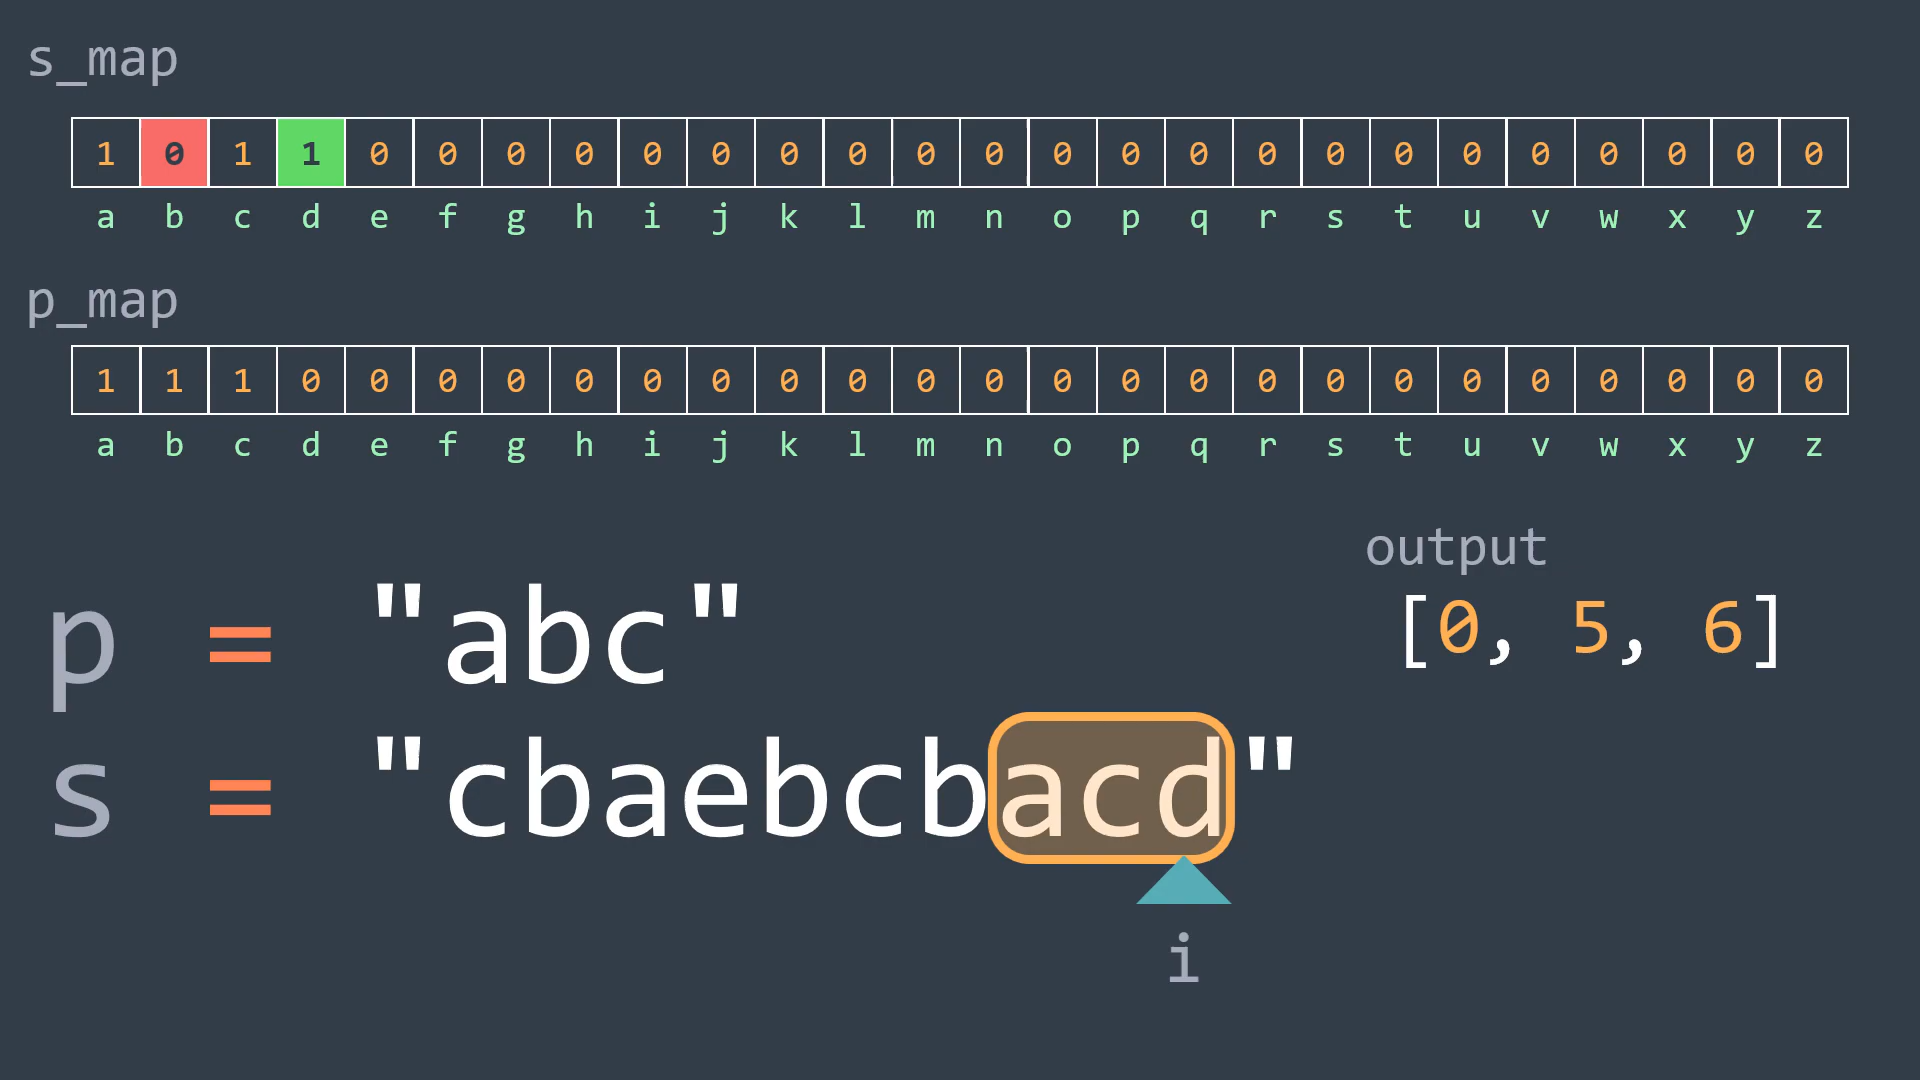 s_map
1 0 1 1 0 0 0 0 0 0 0 0 0 0 0 0 0 0 0 0 0 0 0 0 0 0
a b c d e f g h i j k l m n o p q r s t u v w x y z
p_map
1 1 1 0 0 0 0 0 0 0 0 0 0 0 0 0 0 0 0 0 0 0 0 0 0 0
a b c d e f g h i j k l m n o p q r s t u v w x y z
output
[0, 5, 6]
p = "abc"
s = "cbaebcbacd"
i